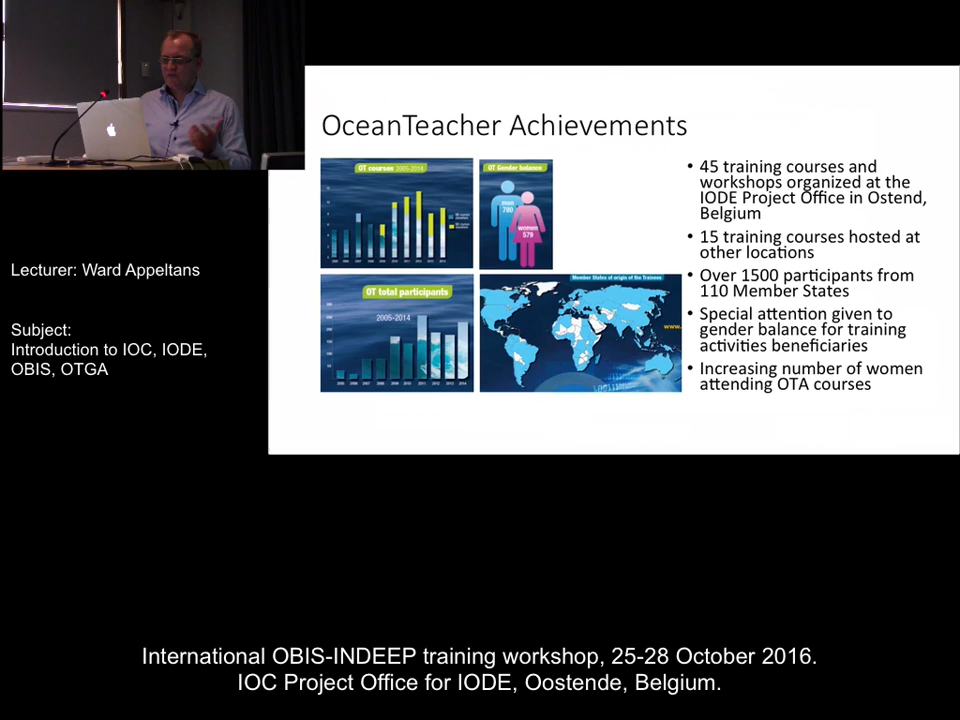 OceanTeacher Achievements
OT courses 2005-2014
OT Gender balance
men
780
women
579
OT total participants
2005-2014
Member States of origin of the Trainees
www.
• 45 training courses and
workshops organized at the
IODE Project Office in Ostend,
Belgium
• 15 training courses hosted at
other locations
• Over 1500 participants from
110 Member States
• Special attention given to
gender balance for training
activities beneficiaries
• Increasing number of women
attending OTA courses
Lecturer: Ward Appeltans
Subject:
Introduction to IOC, IODE,
OBIS, OTGA
International OBIS-INDEEP training workshop, 25-28 October 2016.
IOC Project Office for IODE, Oostende, Belgium.